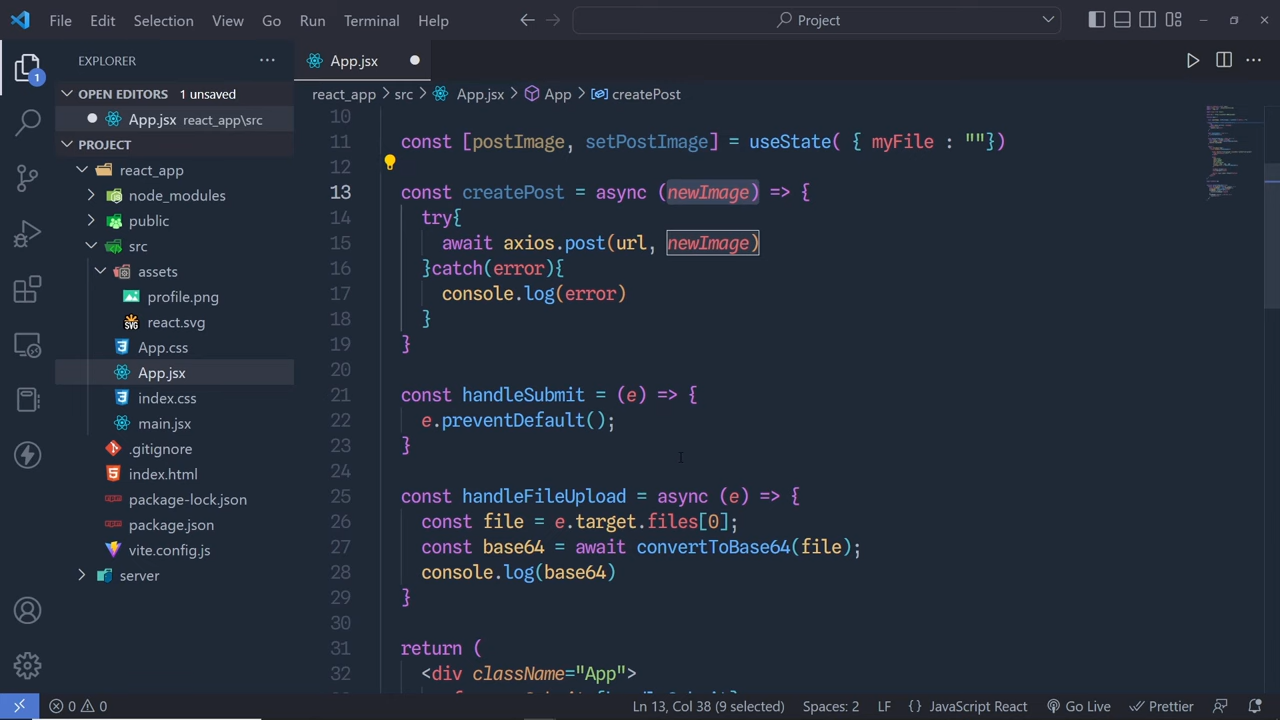 File Edit Selection View Go Run Terminal Help
Project
EXPLORER
App.jsx
OPEN EDITORS 1 unsaved
App.jsx react_app\src
PROJECT
react_app
node_modules
public
src
assets
profile.png
react.svg
App.css
App.jsx
index.css
main.jsx
.gitignore
index.html
package-lock.json
package.json
vite.config.js
server
1
SVG
react_app > src > App.jsx > App > createPost
10
11 const [postImage, setPostImage] = useState( { myFile : ""})
12
13 const createPost = async (newImage) => {
14 try{
15 await axios.post(url, newImage)
16 }catch(error){
17 console.log(error)
18 }
19 }
20
21 const handleSubmit = (e) => {
22 e.preventDefault();
23 }
24
25 const handleFileUpload = async (e) => {
26 const file = e.target.files[0];
27 const base64 = await convertToBase64(file);
28 console.log(base64)
29 }
30
31 return (
32 <div className="App">
0 0 Ln 13, Col 38 (9 selected) Spaces: 2 LF {} JavaScript React Go Live Prettier